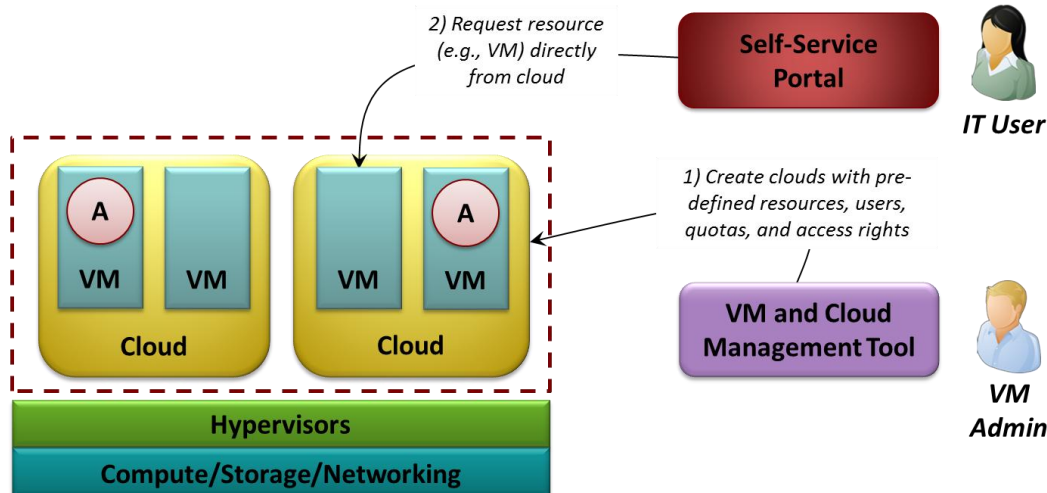 2) Request resource
(e.g., VM) directly
from cloud
Self-Service
Portal
IT User
A
VM
VM
Cloud
VM
A
VM
Cloud
1) Create clouds with pre-
defined resources, users,
quotas, and access rights
VM and Cloud
Management Tool
VM
Admin
Hypervisors
Compute/Storage/Networking